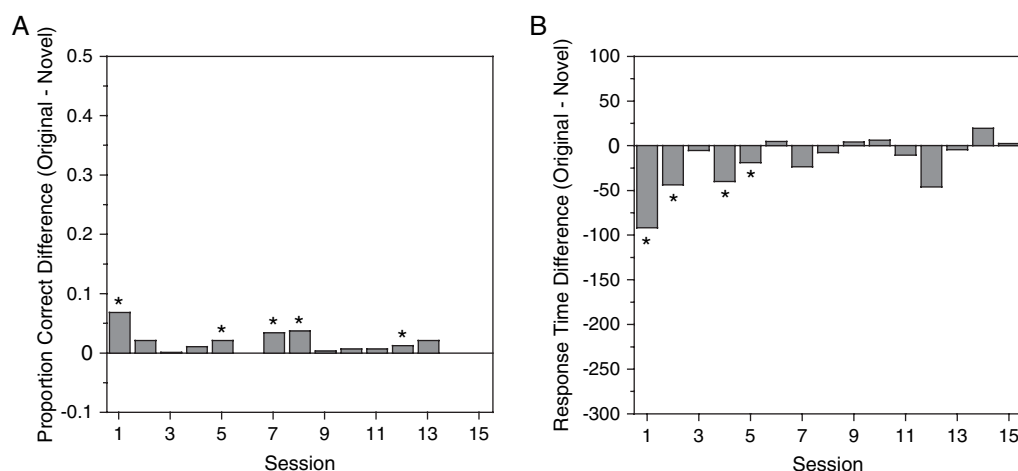 A
Proportion Correct Difference (Original - Novel)
0.5
0.4
0.3
0.2
0.1
0
-0.1
* * * * *
1 3 5 7 9 11 13 15
Session
B
Response Time Difference (Original - Novel)
100
50
0
-50
-100
-150
-200
-250
-300
* * * *
1 3 5 7 9 11 13 15
Session